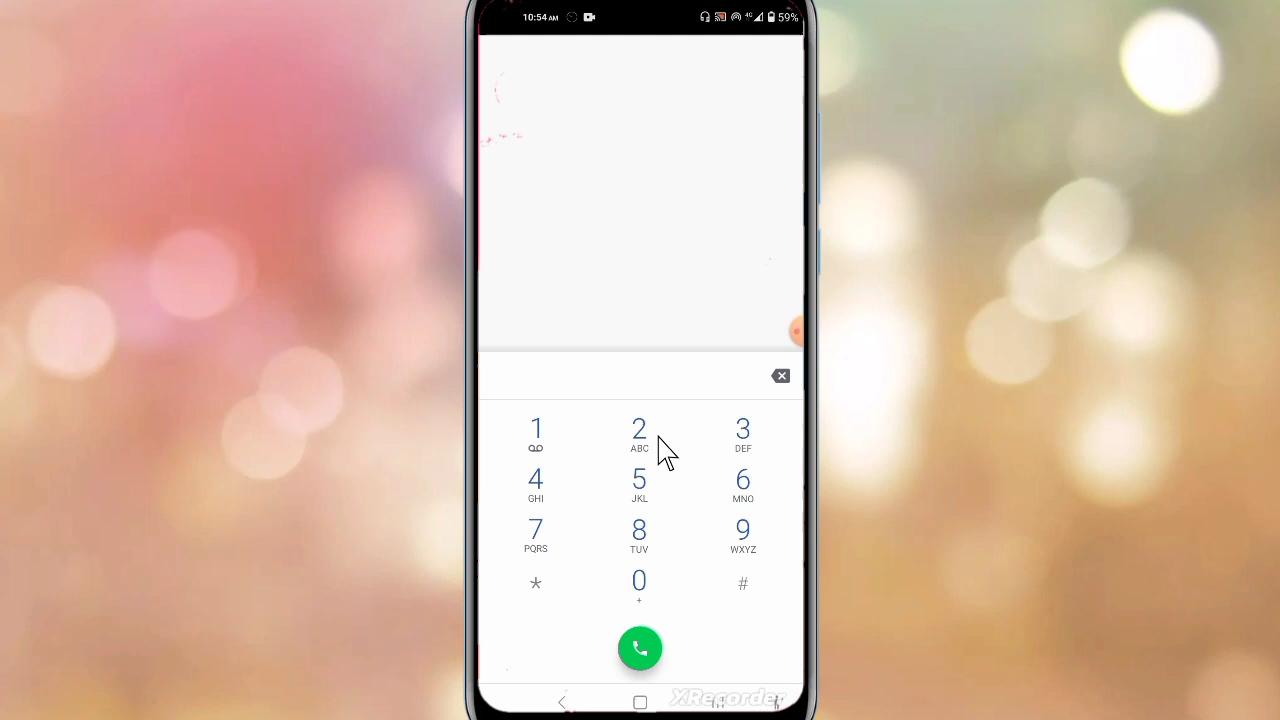 10:54 AM 4G 59%
1 2 3
ABC DEF
4 5 6
GHI JKL MNO
7 8 9
PQRS TUV WXYZ
* 0 #
+
XRecorder